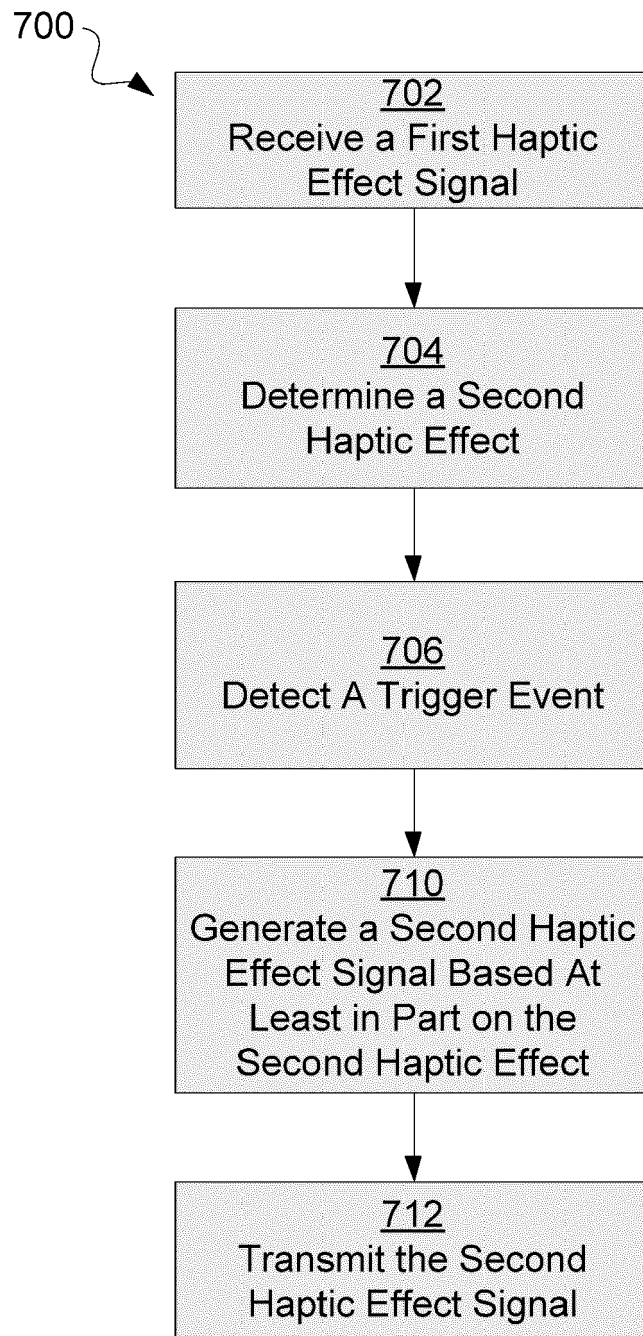 700
702
Receive a First Haptic
Effect Signal
704
Determine a Second
Haptic Effect
706
Detect A Trigger Event
710
Generate a Second Haptic
Effect Signal Based At
Least in Part on the
Second Haptic Effect
712
Transmit the Second
Haptic Effect Signal